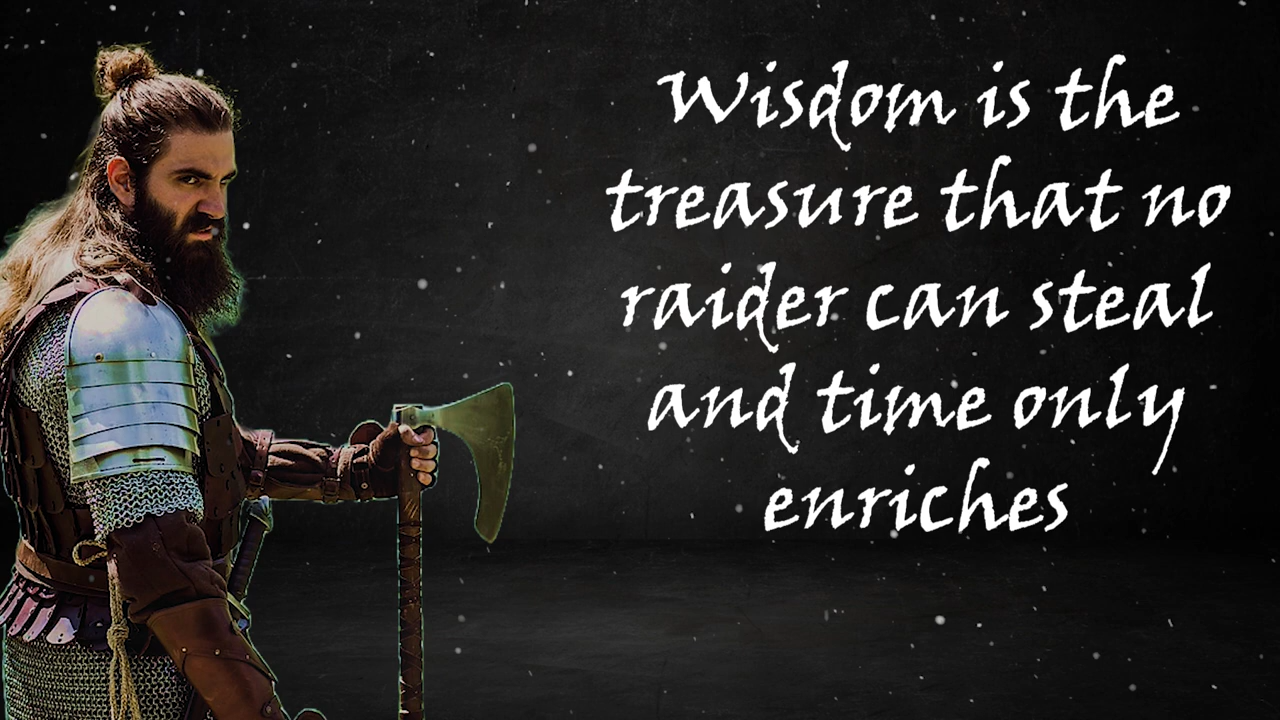 Wisdom is the
treasure that no
raider can steal
and time only
enriches